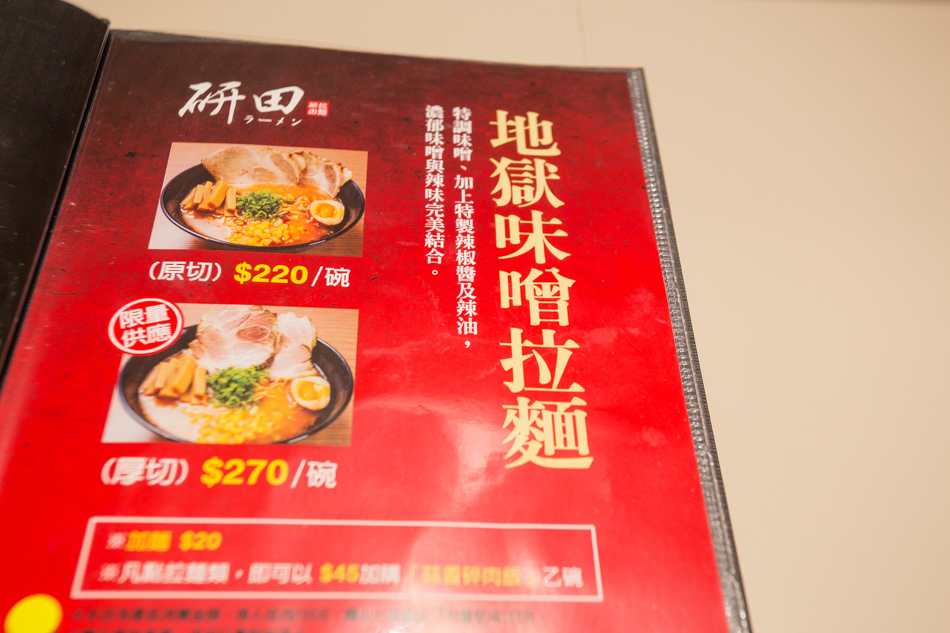 研田
ラーメン
地獄味噌拉麵
特調味噌、加上特製辣椒醬及辣油，
濃郁味噌與辣味完美結合。
(原切) $220/碗
限量
供應
(厚切) $270/碗
※加麵 $20
※凡點拉麵類，即可以 $45加購「蒜香碎肉飯」乙碗